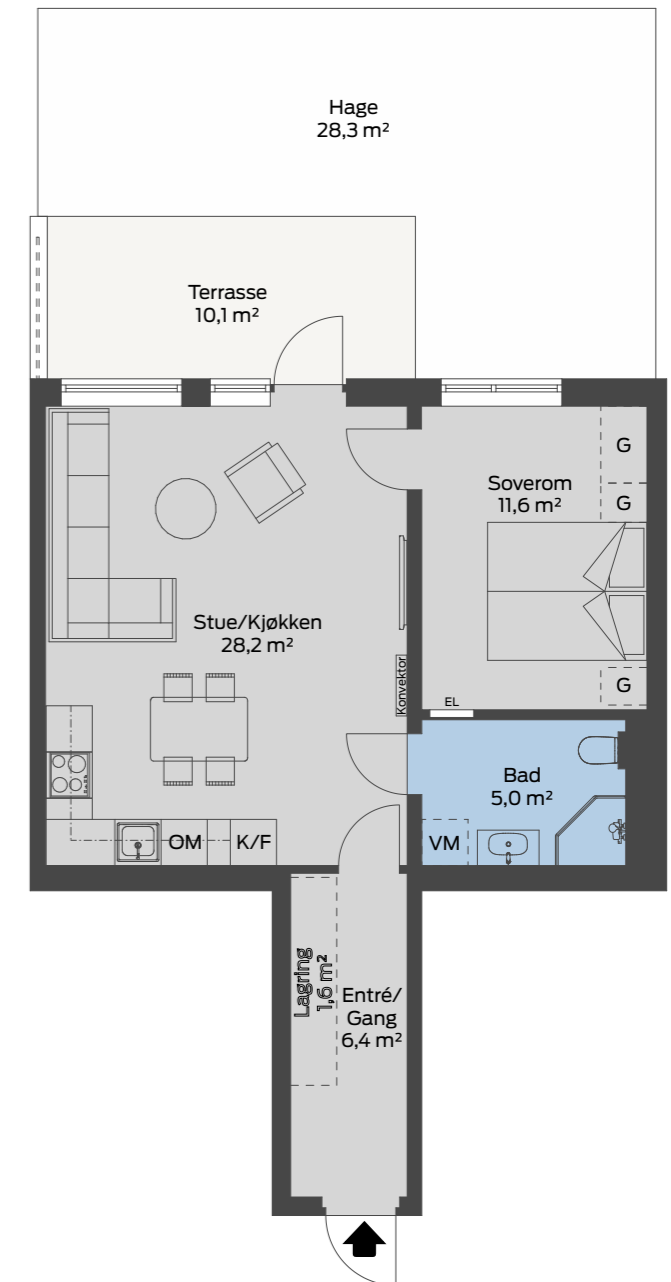 Hage
28,3 m²
Terrasse
10,1 m²
G
Soverom
11,6 m²
G
Stue/Kjøkken
28,2 m²
Konvektor
G
EL
Bad
5,0 m²
OM
K/F
VM
Lagring
1,6 m²
Entré/
Gang
6,4 m²